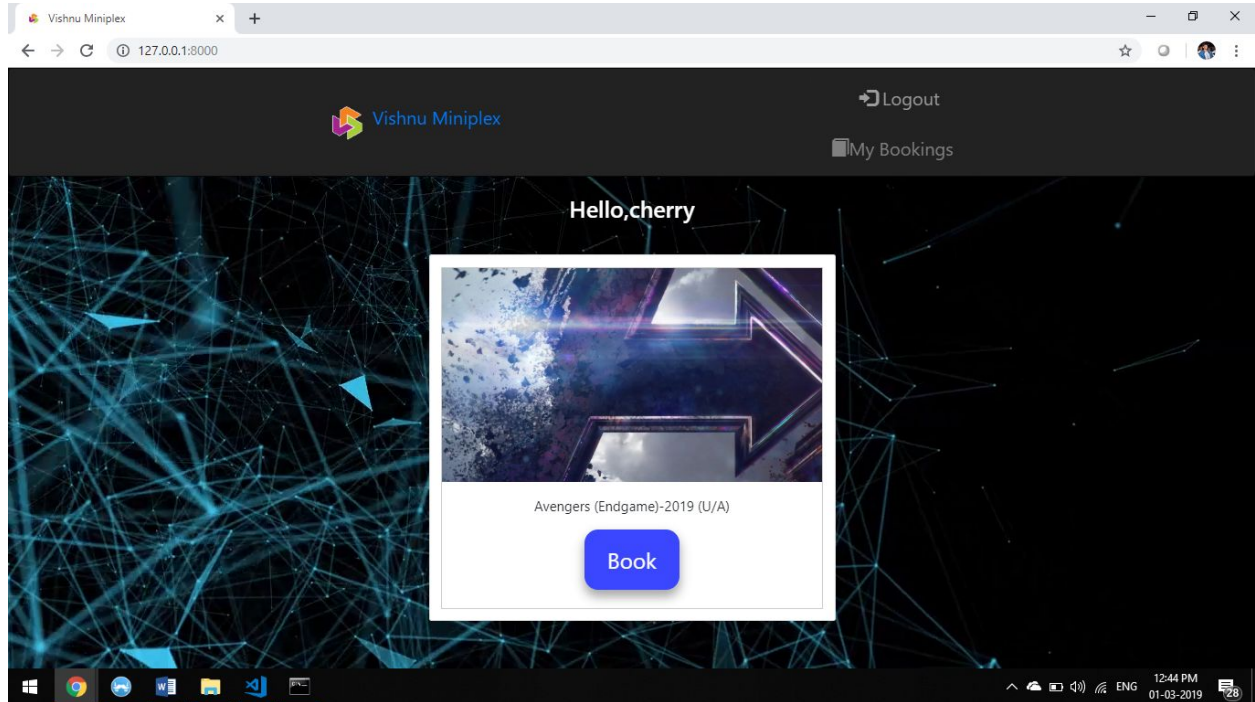 Vishnu Miniplex
127.0.0.1:8000
Vishnu Miniplex
Logout
My Bookings
Hello,cherry
Avengers (Endgame)-2019 (U/A)
Book
ENG
12:44 PM
01-03-2019
28